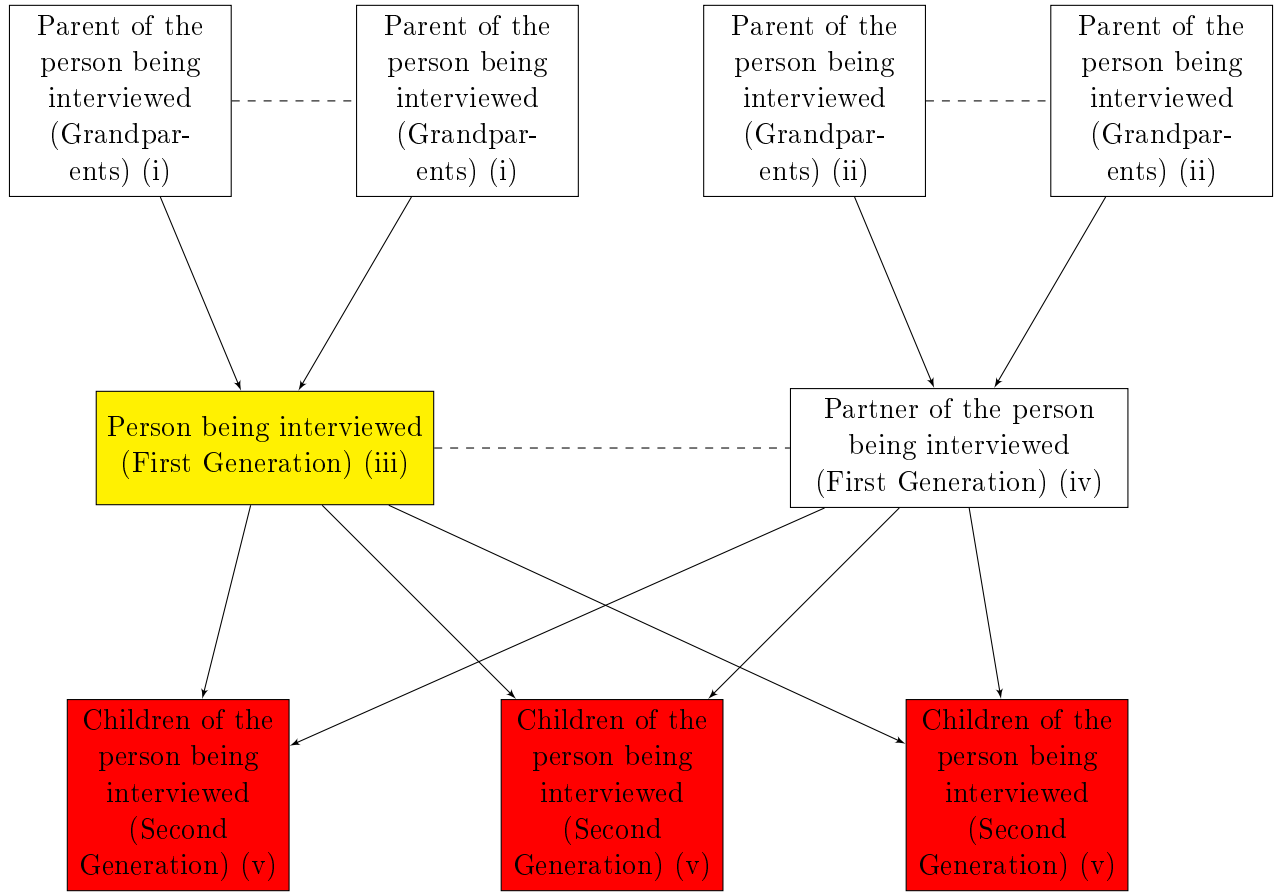 Parent of the
person being
interviewed
(Grandpar-
ents) (i)
Parent of the
person being
interviewed
(Grandpar-
ents) (i)
Parent of the
person being
interviewed
(Grandpar-
ents) (ii)
Parent of the
person being
interviewed
(Grandpar-
ents) (ii)
Person being interviewed
(First Generation) (iii)
Partner of the person
being interviewed
(First Generation) (iv)
Children of the
person being
interviewed
(Second
Generation) (v)
Children of the
person being
interviewed
(Second
Generation) (v)
Children of the
person being
interviewed
(Second
Generation) (v)